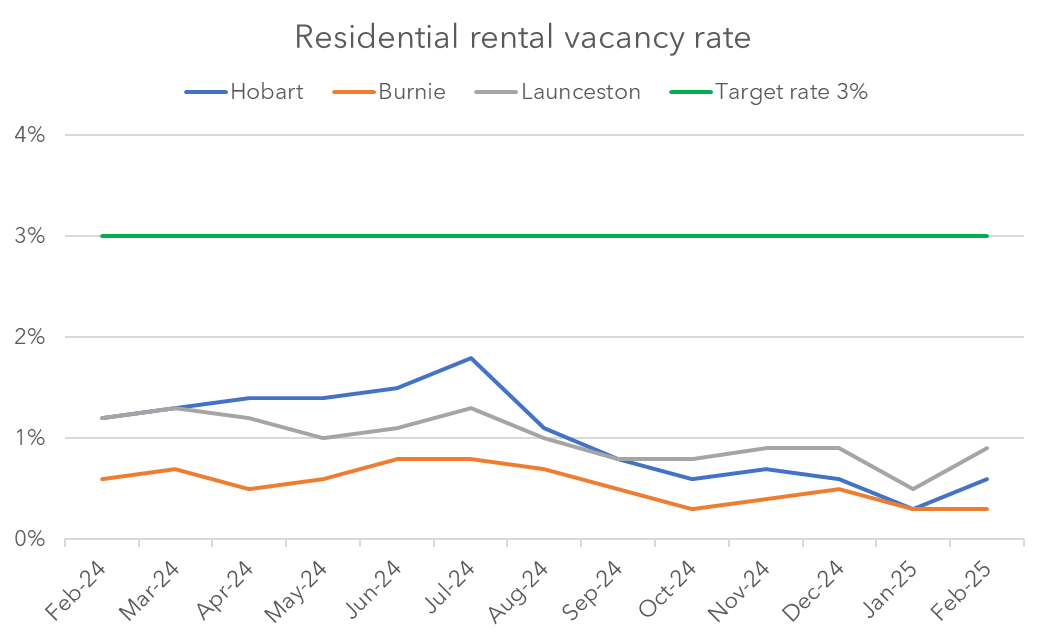 Residential rental vacancy rate
Hobart Burnie Launceston Target rate 3%
4%
3%
2%
1%
0%
Feb-24 Mar-24 Apr-24 May-24 Jun-24 Jul-24 Aug-24 Sep-24 Oct-24 Nov-24 Dec-24 Jan-25 Feb-25